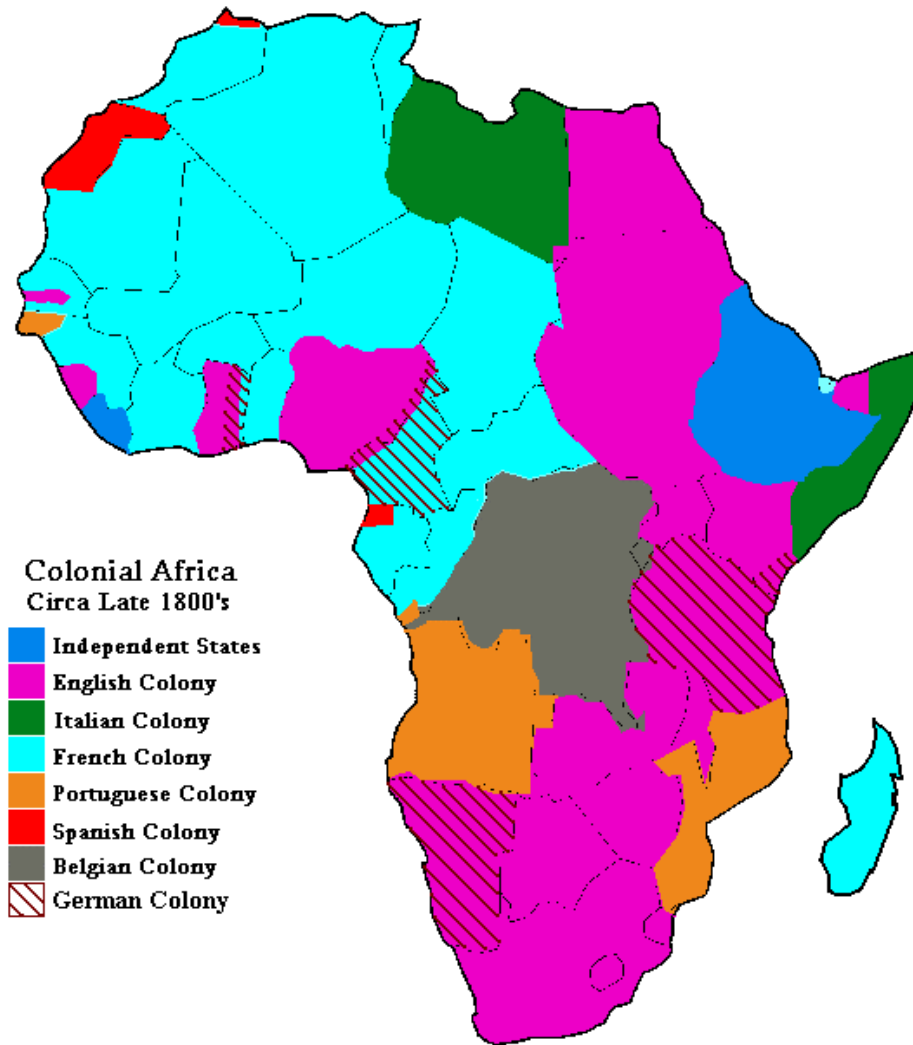 Colonial Africa
Circa Late 1800's
Independent States
English Colony
Italian Colony
French Colony
Portuguese Colony
Spanish Colony
Belgian Colony
German Colony